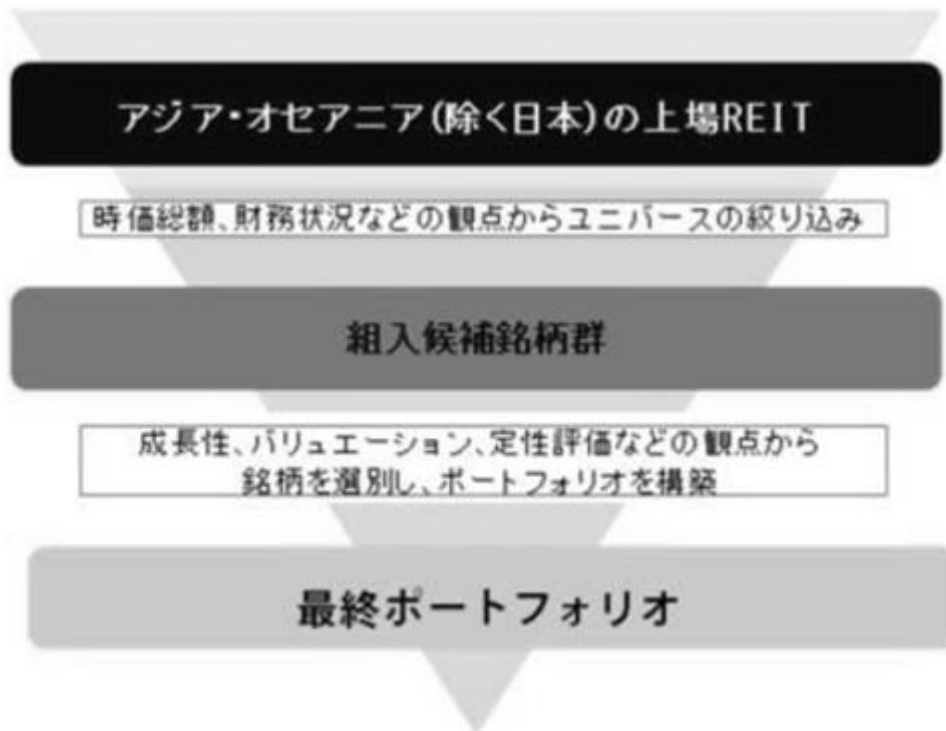 アジア・オセアニア(除く日本)の上場REIT
時価総額、財務状況などの観点からユニバースの絞り込み
組入候補銘柄群
成長性、バリュエーション、定性評価などの観点から
銘柄を選別し、ポートフォリオを構築
最終ポートフォリオ